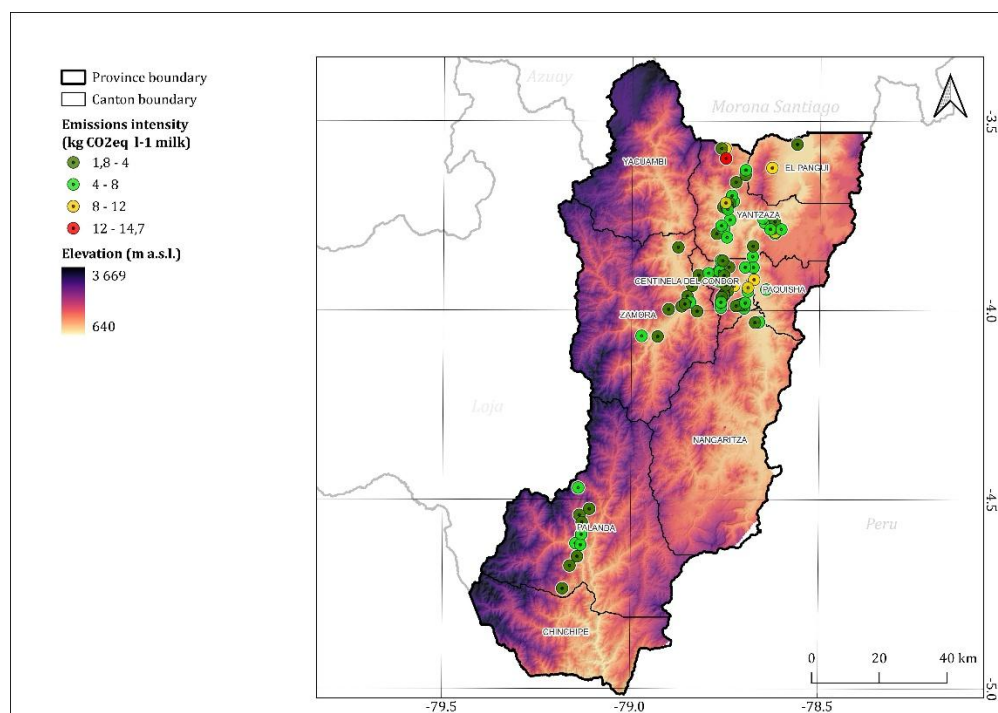 Province boundary
Canton boundary
Emissions intensity
(kg CO2eq l-1 milk)
1,8 - 4
4 - 8
8 - 12
12 - 14,7
Elevation (m a.s.l.)
3 669
640
Azuay
Morona Santiago
Loja
Peru
YACUAMBI
EL PANGUI
YANTZAZA
CENTINELA DEL CONDOR
PAQUISHA
ZAMORA
NANGARITZA
PALANDA
CHINCHIPE
-3.5
-4.0
-4.5
-5.0
0 20 40 km
-79.5 -79.0 -78.5